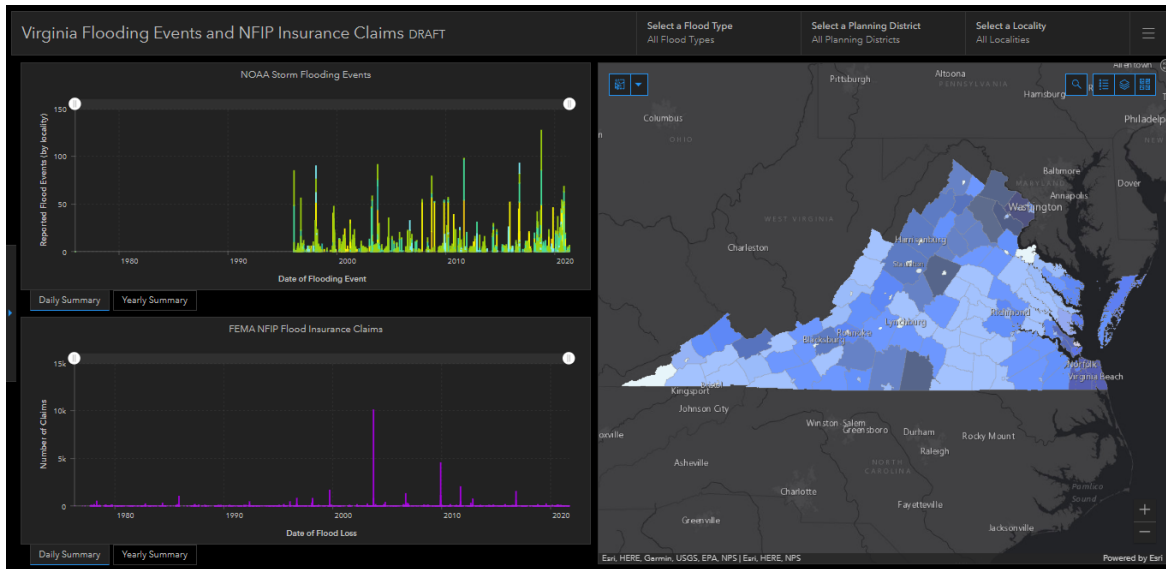 Virginia Flooding Events and NFIP Insurance Claims DRAFT
Select a Flood Type
All Flood Types
Select a Planning District
All Planning Districts
Select a Locality
All Localities
NOAA Storm Flooding Events
Reported Flood Events (by locality)
150
100
50
0
1980
1990
2000
2010
2020
Date of Flooding Event
Daily Summary
Yearly Summary
FEMA NFIP Flood Insurance Claims
Number of Claims
15k
10k
5k
0
1980
1990
2000
2010
2020
Date of Flood Loss
Daily Summary
Yearly Summary
Pittsburgh
Altoona
PENNSYLVANIA
Harrisburg
Columbus
OHIO
Baltimore
MARYLAND
Annapolis
Dover
Washington
WEST VIRGINIA
Charleston
Harrisonburg
Staunton
Richmond
Lynchburg
Roanoke
Blacksburg
Norfolk
Virginia Beach
Bristol
Kingsport
Johnson City
Winston Salem
Greensboro
Durham
Rocky Mount
Raleigh
Asheville
NORTH
CAROLINA
Charlotte
Fayetteville
Greenville
Jacksonville
Pamlico
Sound
Esri, HERE, Garmin, USGS, EPA, NPS | Esri, HERE, NPS
Powered by Esri